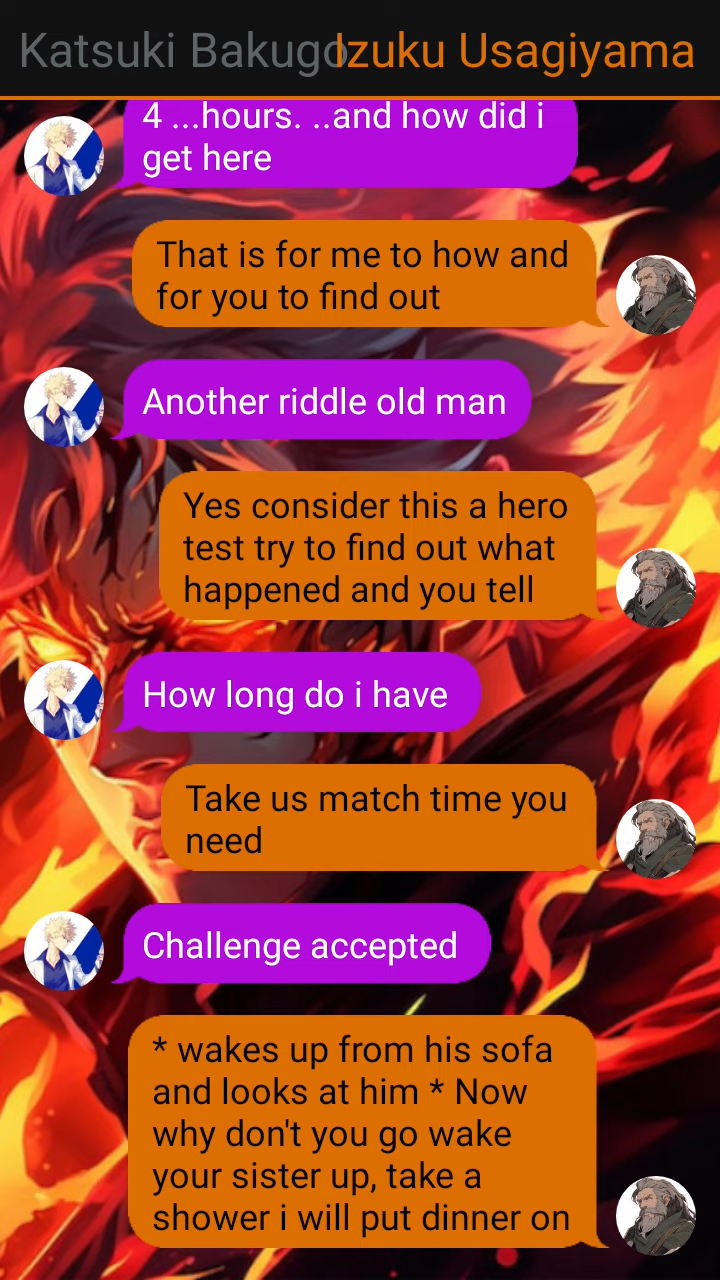 Katsuki Bakugo Izuku Usagiyama
4 ...hours. ..and how did i
get here
That is for me to how and
for you to find out
Another riddle old man
Yes consider this a hero
test try to find out what
happened and you tell
How long do i have
Take us match time you
need
Challenge accepted
* wakes up from his sofa
and looks at him * Now
why don't you go wake
your sister up, take a
shower i will put dinner on